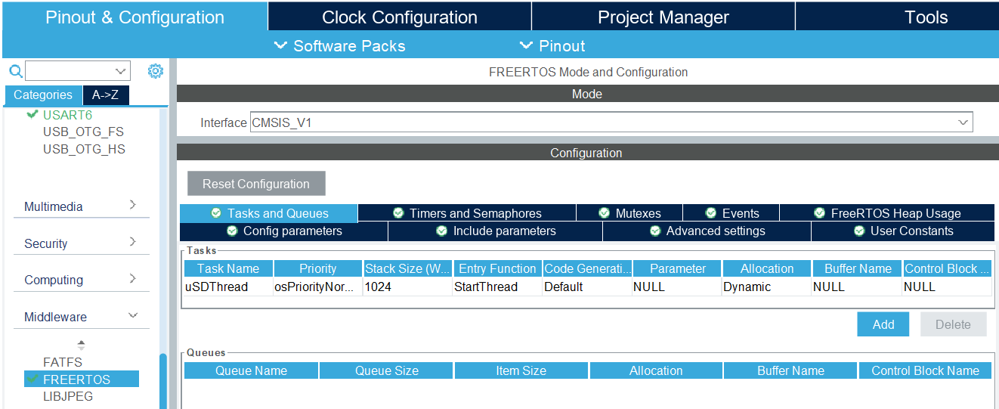 Pinout & Configuration Clock Configuration Project Manager Tools
Software Packs Pinout
FREERTOS Mode and Configuration
Categories A->Z
Mode
USART6
Interface CMSIS_V1
USB_OTG_FS
USB_OTG_HS
Configuration
Reset Configuration
Multimedia
Tasks and Queues Timers and Semaphores Mutexes Events FreeRTOS Heap Usage
Config parameters Include parameters Advanced settings User Constants
Security
Tasks
Task Name Priority Stack Size (W... Entry Function Code Generati... Parameter Allocation Buffer Name Control Block ...
Computing
uSDThread osPriorityNor... 1024 StartThread Default NULL Dynamic NULL NULL
Middleware
Add Delete
Queues
FATFS
Queue Name Queue Size Item Size Allocation Buffer Name Control Block Name
FREERTOS
LIBJPEG